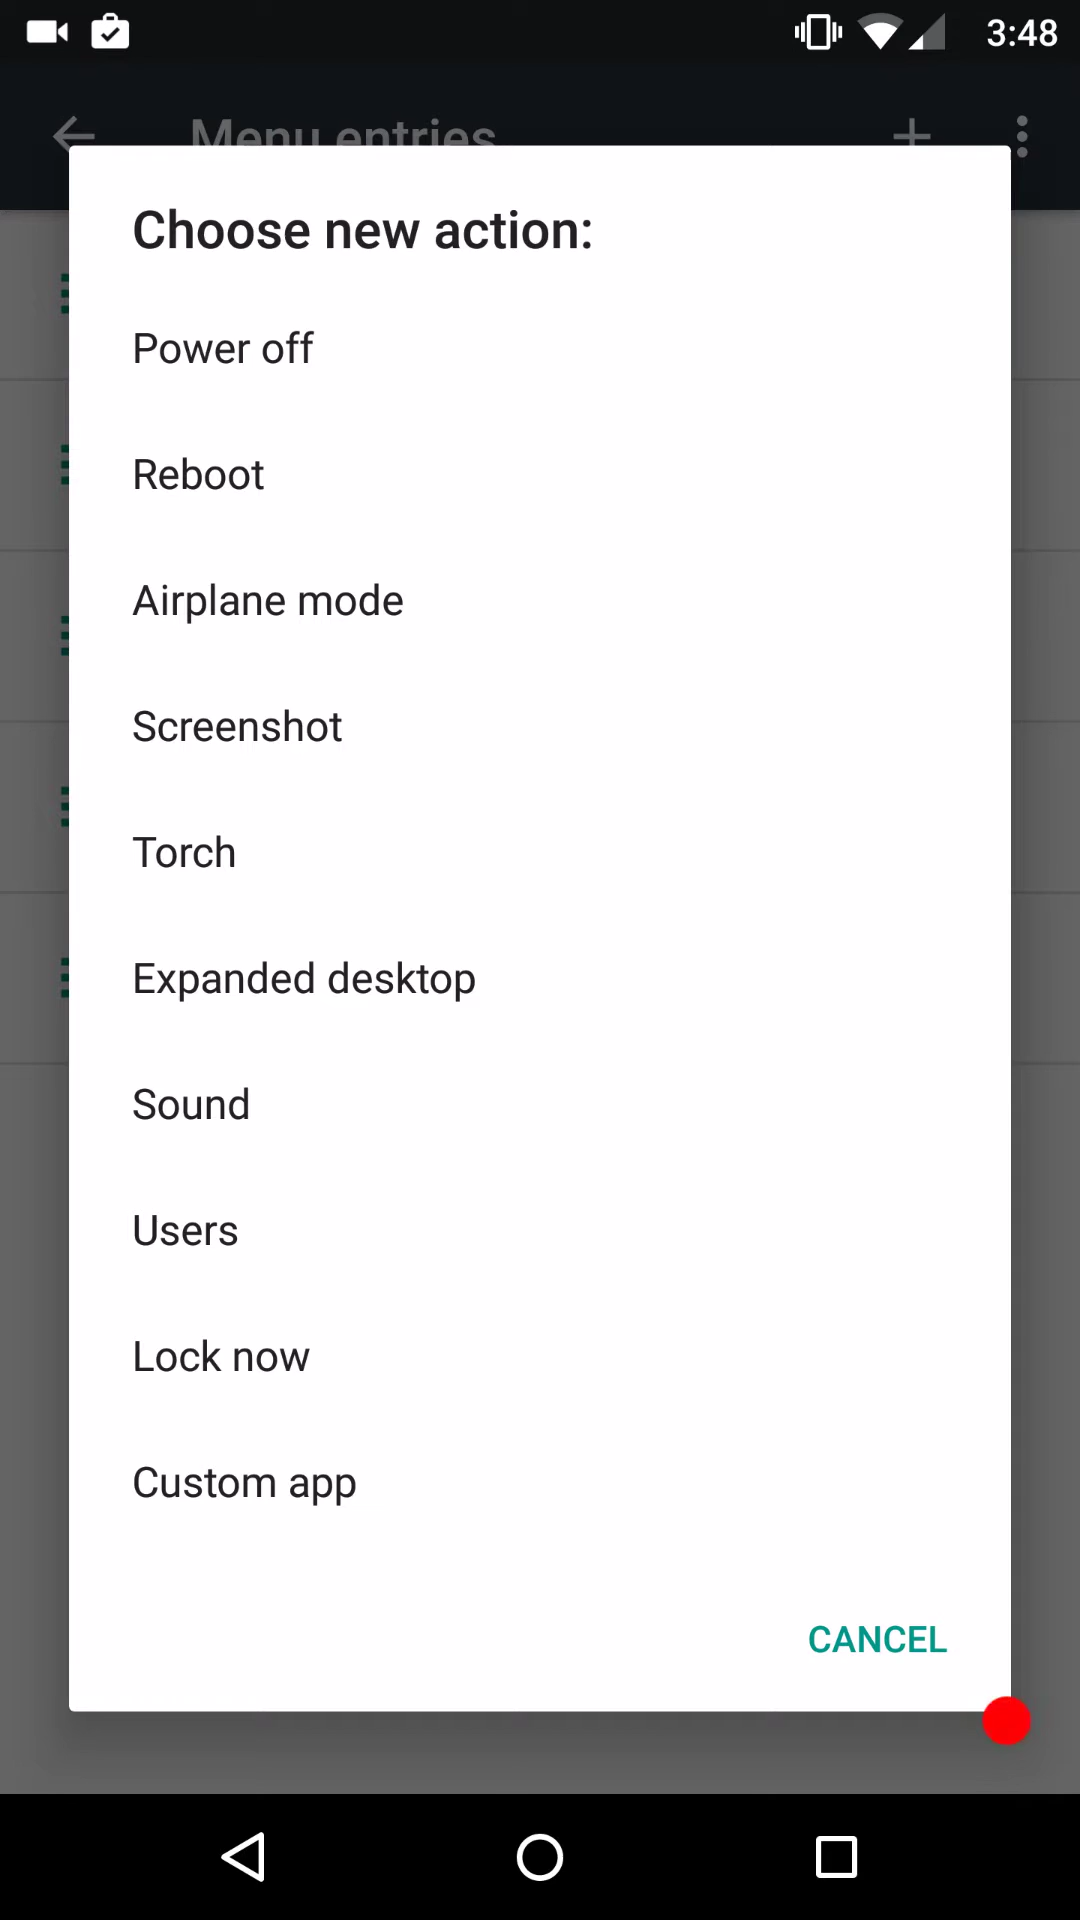 3:48
Menu entries
Choose new action:
Power off
Reboot
Airplane mode
Screenshot
Torch
Expanded desktop
Sound
Users
Lock now
Custom app
CANCEL